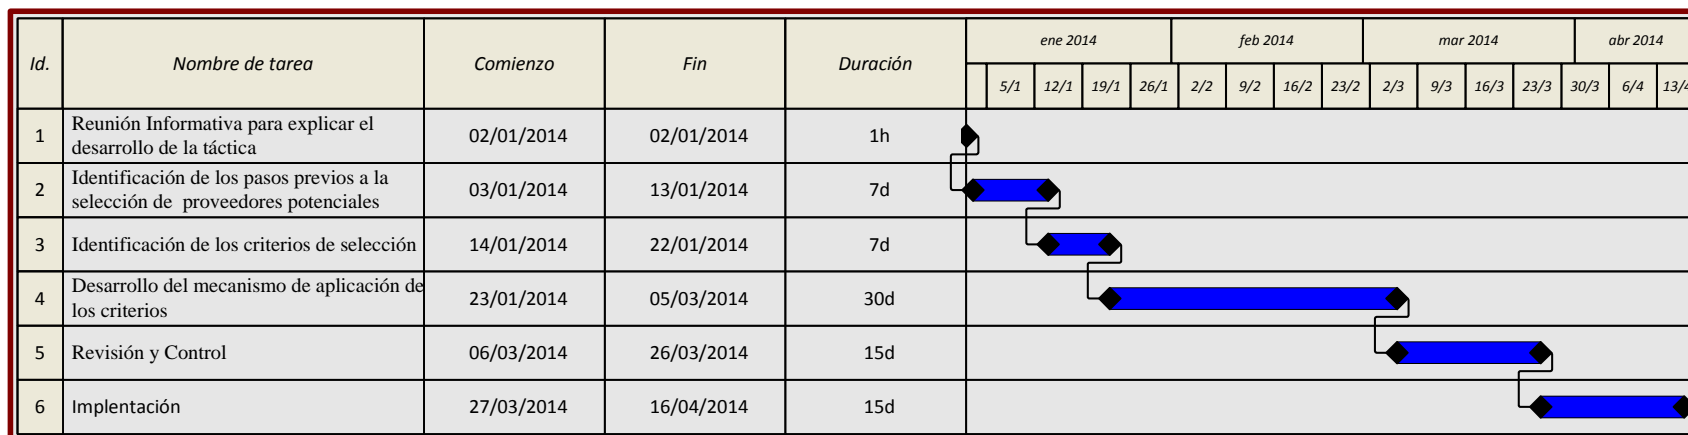 ene 2014 feb 2014 mar 2014 abr 2014
Id. Nombre de tarea Comienzo Fin Duración
5/1 12/1 19/1 26/1 2/2 9/2 16/2 23/2 2/3 9/3 16/3 23/3 30/3 6/4 13/4
1 Reunión Informativa para explicar el
desarrollo de la táctica 02/01/2014 02/01/2014 1h
2 Identificación de los pasos previos a la
selección de proveedores potenciales 03/01/2014 13/01/2014 7d
3 Identificación de los criterios de selección 14/01/2014 22/01/2014 7d
4 Desarrollo del mecanismo de aplicación de
los criterios 23/01/2014 05/03/2014 30d
5 Revisión y Control 06/03/2014 26/03/2014 15d
6 Implentación 27/03/2014 16/04/2014 15d